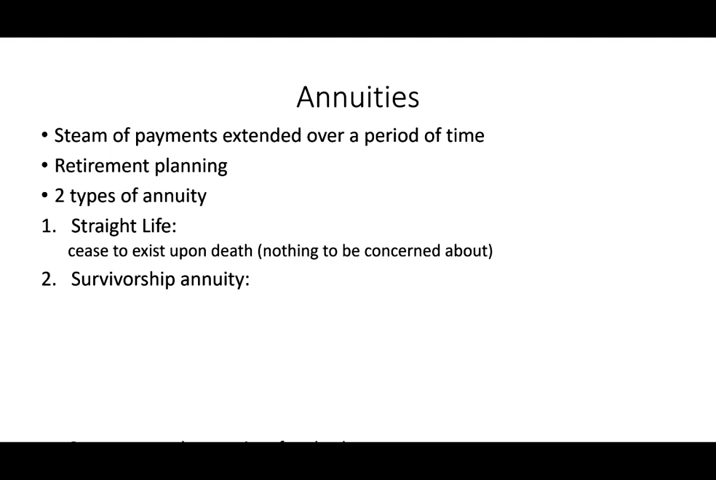 Annuities
• Steam of payments extended over a period of time
• Retirement planning
• 2 types of annuity
1. Straight Life:
cease to exist upon death (nothing to be concerned about)
2. Survivorship annuity: